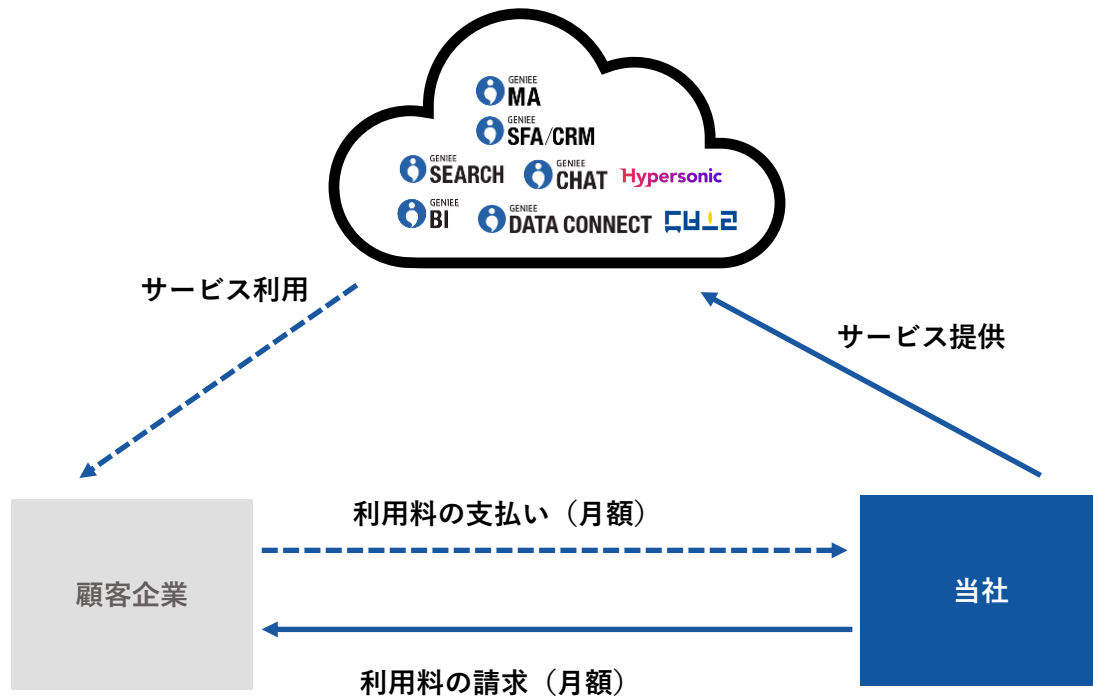 GENIEE
MA
GENIEE
SFA/CRM
GENIEE
SEARCH
GENIEE
CHAT
Hypersonic
GENIEE
BI
GENIEE
DATA CONNECT
サービス利用
サービス提供
利用料の支払い（月額）
顧客企業
当社
利用料の請求（月額）